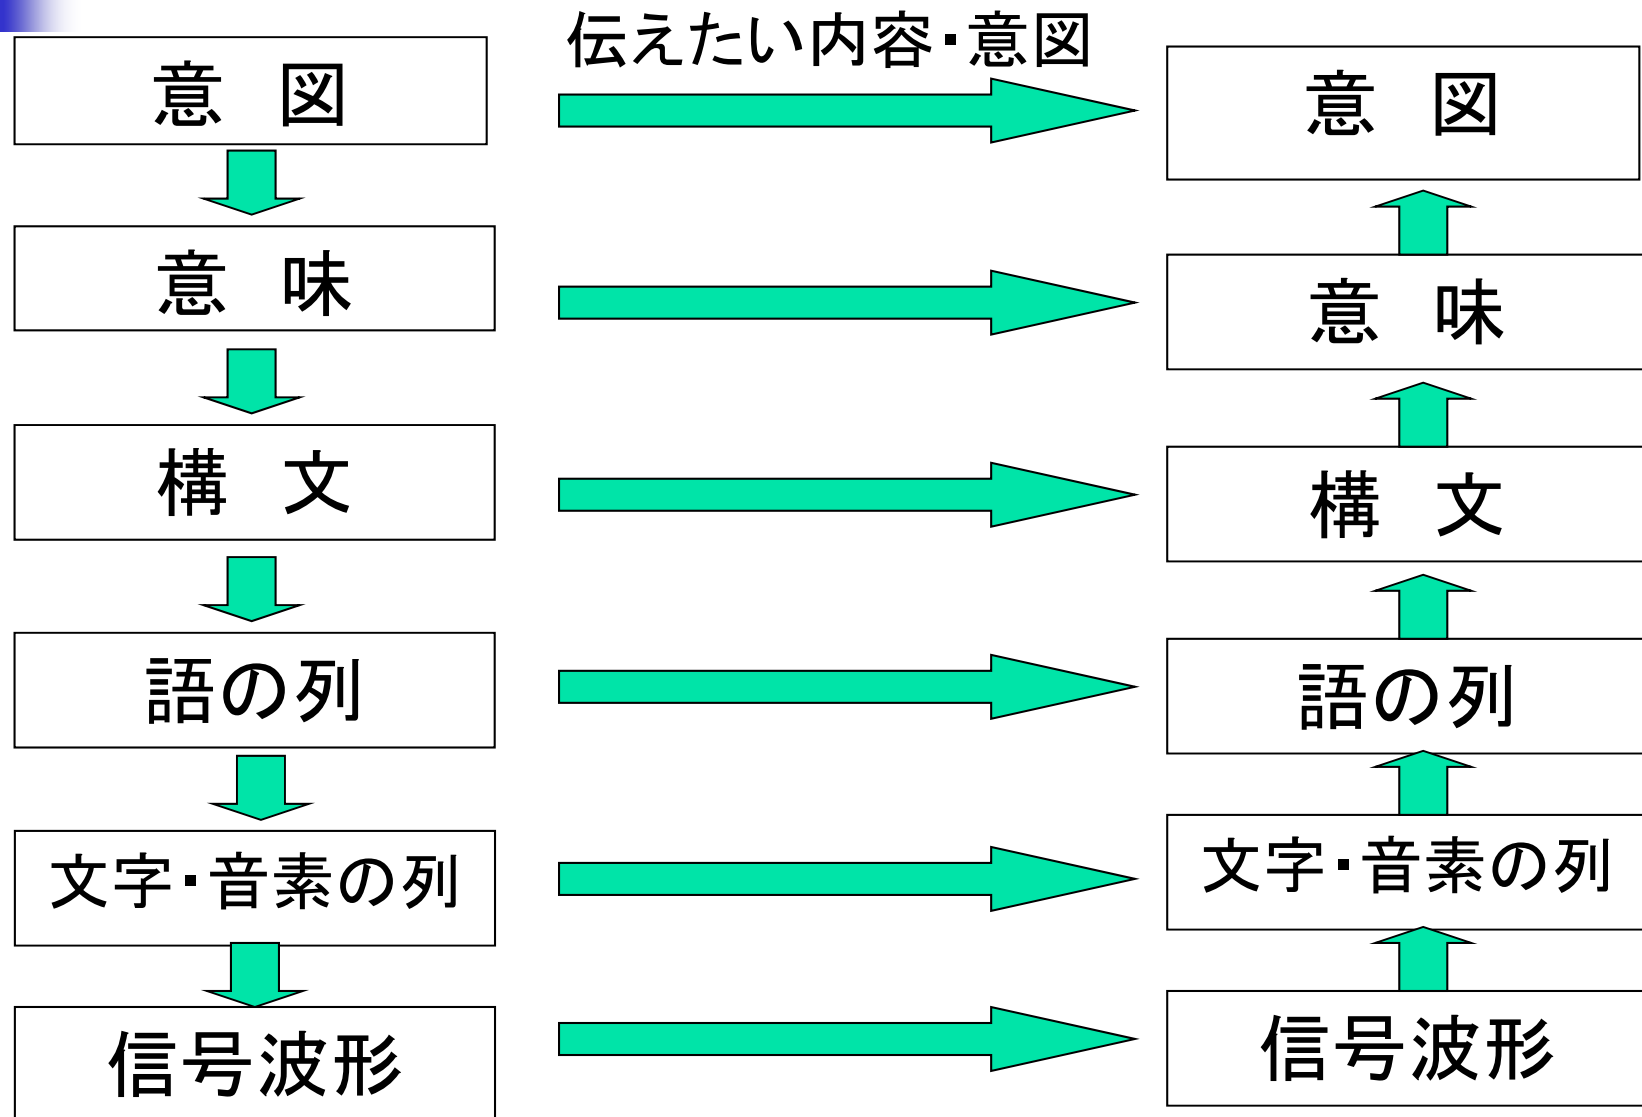 伝えたい内容・意図
意　図
意　味
構　文
語の列
文字・音素の列
信号波形
意　図
意　味
構　文
語の列
文字・音素の列
信号波形